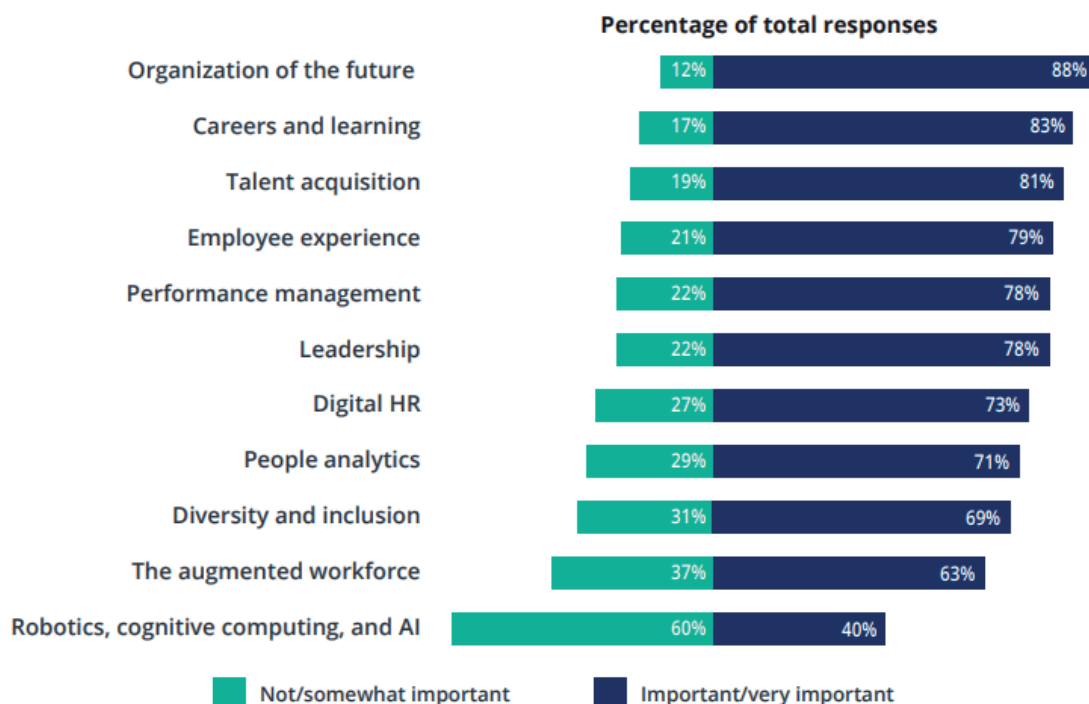 Percentage of total responses
Organization of the future 12% 88%
Careers and learning 17% 83%
Talent acquisition 19% 81%
Employee experience 21% 79%
Performance management 22% 78%
Leadership 22% 78%
Digital HR 27% 73%
People analytics 29% 71%
Diversity and inclusion 31% 69%
The augmented workforce 37% 63%
Robotics, cognitive computing, and AI 60% 40%
Not/somewhat important Important/very important